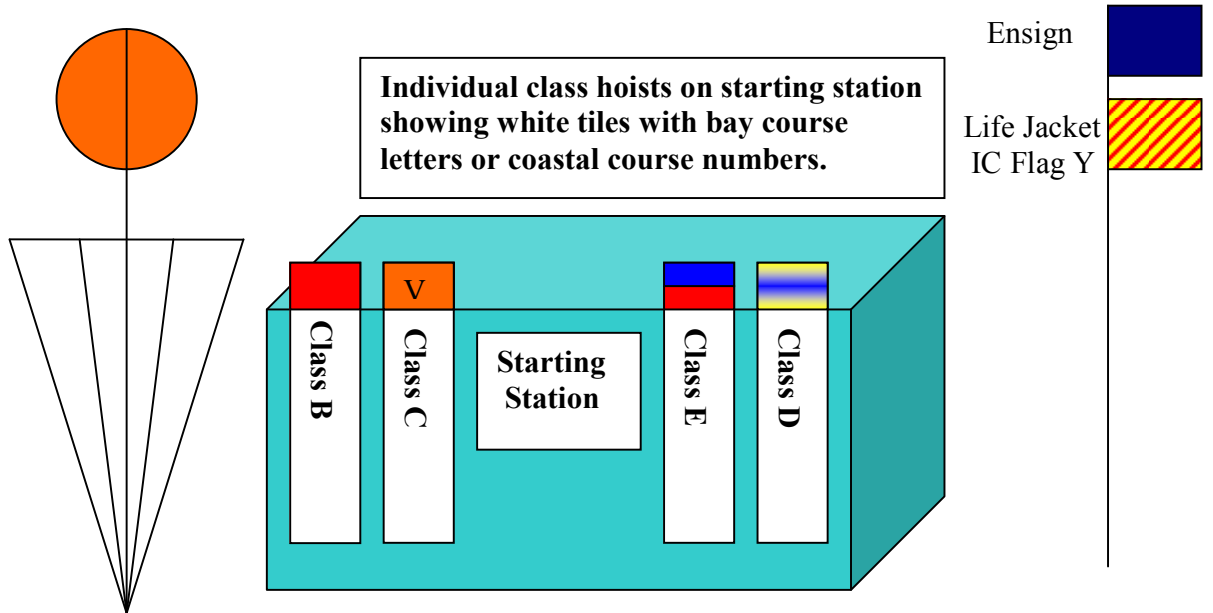 Ensign
Individual class hoists on starting station
showing white tiles with bay course
letters or coastal course numbers.
Life Jacket
IC Flag Y
V
Class B
Class C
Starting
Station
Class E
Class D